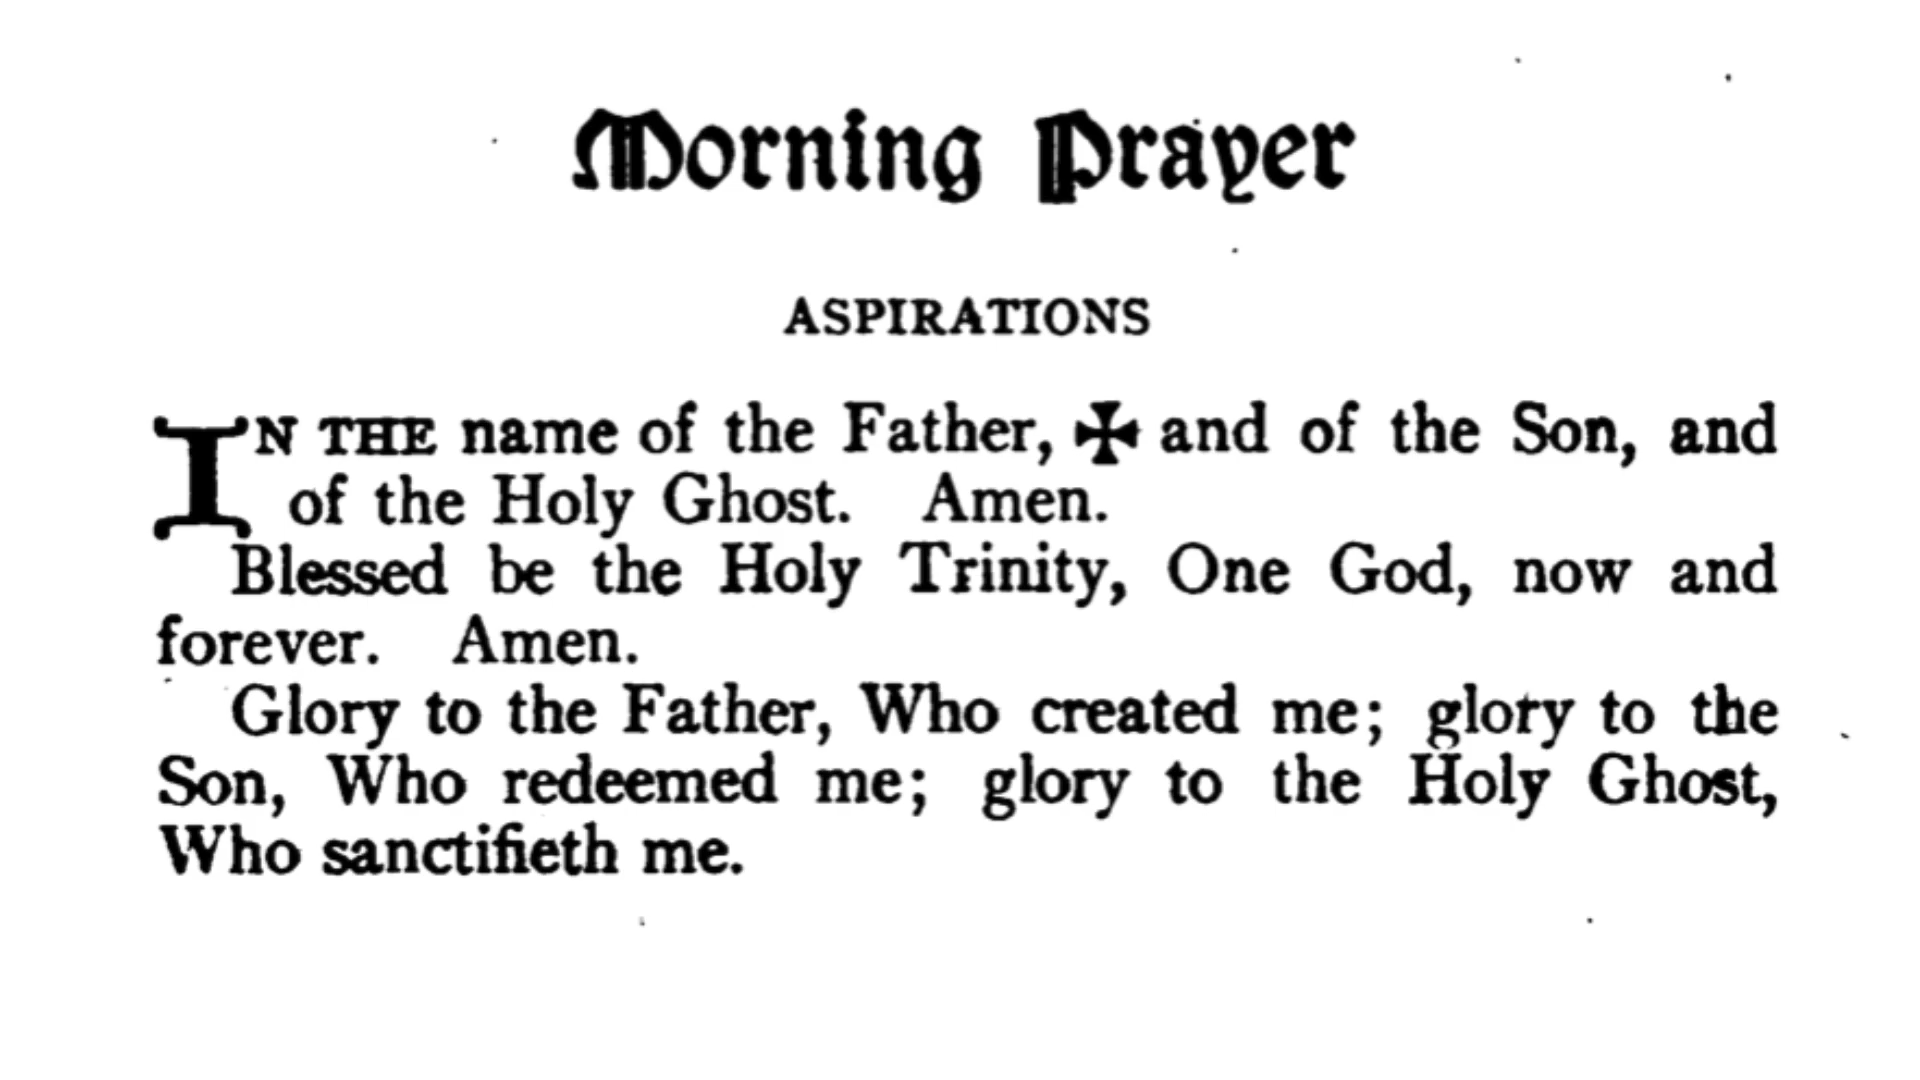 Morning Prayer
ASPIRATIONS
IN THE name of the Father, ✠ and of the Son, and
of the Holy Ghost. Amen.
Blessed be the Holy Trinity, One God, now and
forever. Amen.
Glory to the Father, Who created me; glory to the
Son, Who redeemed me; glory to the Holy Ghost,
Who sanctifieth me.